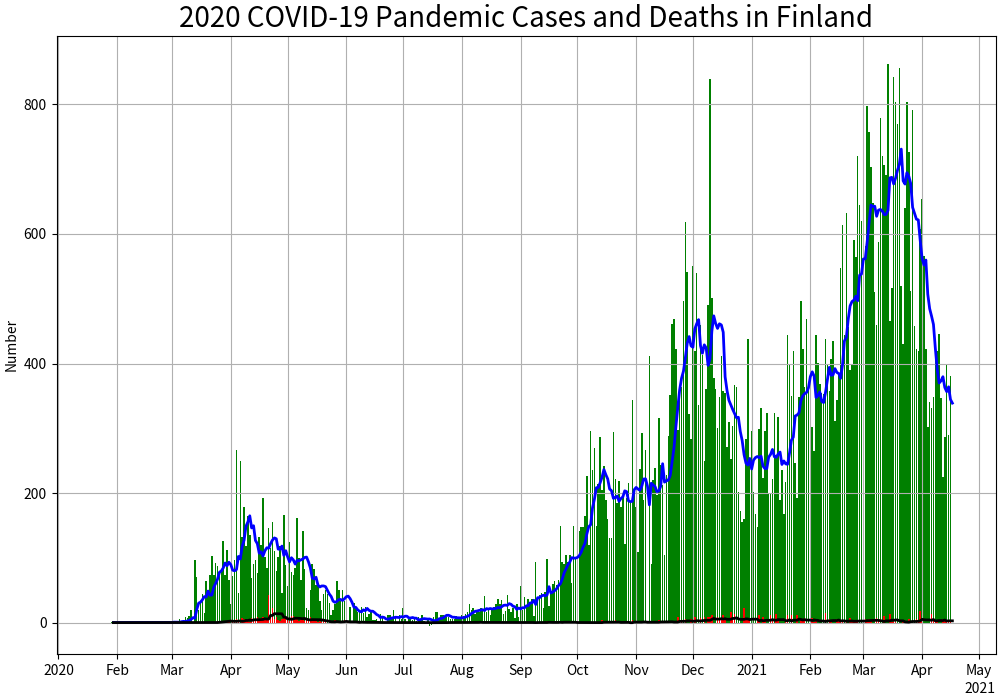 2020 COVID-19 Pandemic Cases and Deaths in Finland
Number
800
600
400
200
0
2020 Feb Mar Apr May Jun Jul Aug Sep Oct Nov Dec 2021 Feb Mar Apr May
2021